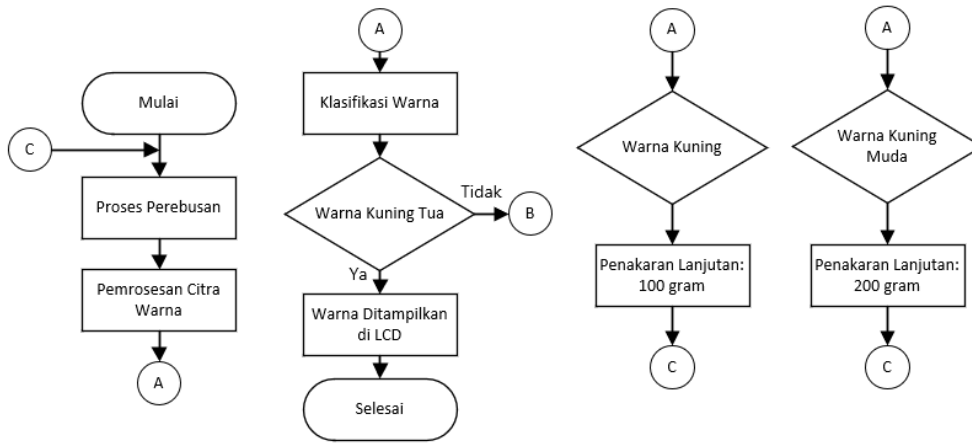 Mulai
C
Proses Perebusan
Pemrosesan Citra
Warna
A
A
Klasifikasi Warna
Warna Kuning Tua
Tidak
B
Ya
Warna Ditampilkan
di LCD
Selesai
A
Warna Kuning
Penakaran Lanjutan:
100 gram
C
A
Warna Kuning
Muda
Penakaran Lanjutan:
200 gram
C